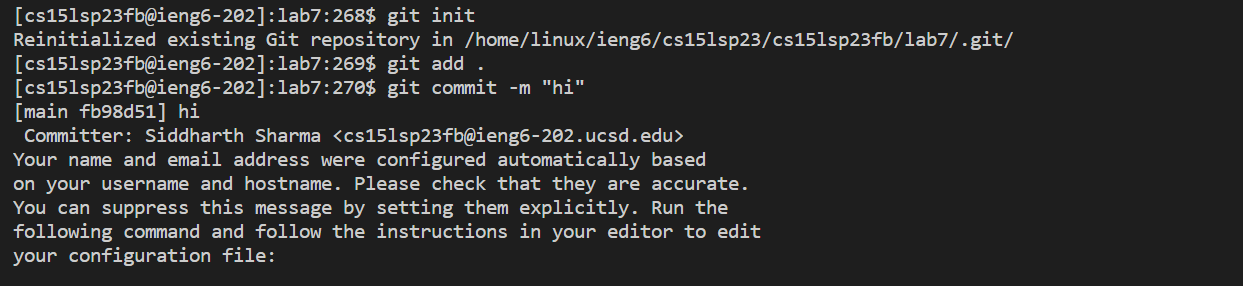 [cs15lsp23fb@ieng6-202]:lab7:268$ git init
Reinitialized existing Git repository in /home/linux/ieng6/cs15lsp23/cs15lsp23fb/lab7/.git/
[cs15lsp23fb@ieng6-202]:lab7:269$ git add .
[cs15lsp23fb@ieng6-202]:lab7:270$ git commit -m "hi"
[main fb98d51] hi
 Committer: Siddharth Sharma <cs15lsp23fb@ieng6-202.ucsd.edu>
Your name and email address were configured automatically based
on your username and hostname. Please check that they are accurate.
You can suppress this message by setting them explicitly. Run the
following command and follow the instructions in your editor to edit
your configuration file: